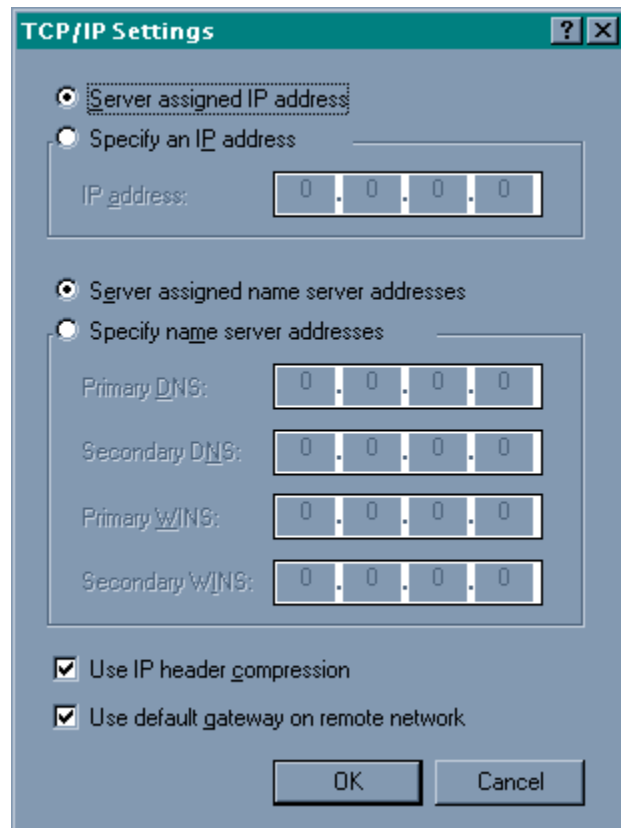 TCP/IP Settings
Server assigned IP address
Specify an IP address
IP address: 0 . 0 . 0 . 0
Server assigned name server addresses
Specify name server addresses
Primary DNS: 0 . 0 . 0 . 0
Secondary DNS: 0 . 0 . 0 . 0
Primary WINS: 0 . 0 . 0 . 0
Secondary WINS: 0 . 0 . 0 . 0
Use IP header compression
Use default gateway on remote network
OK Cancel